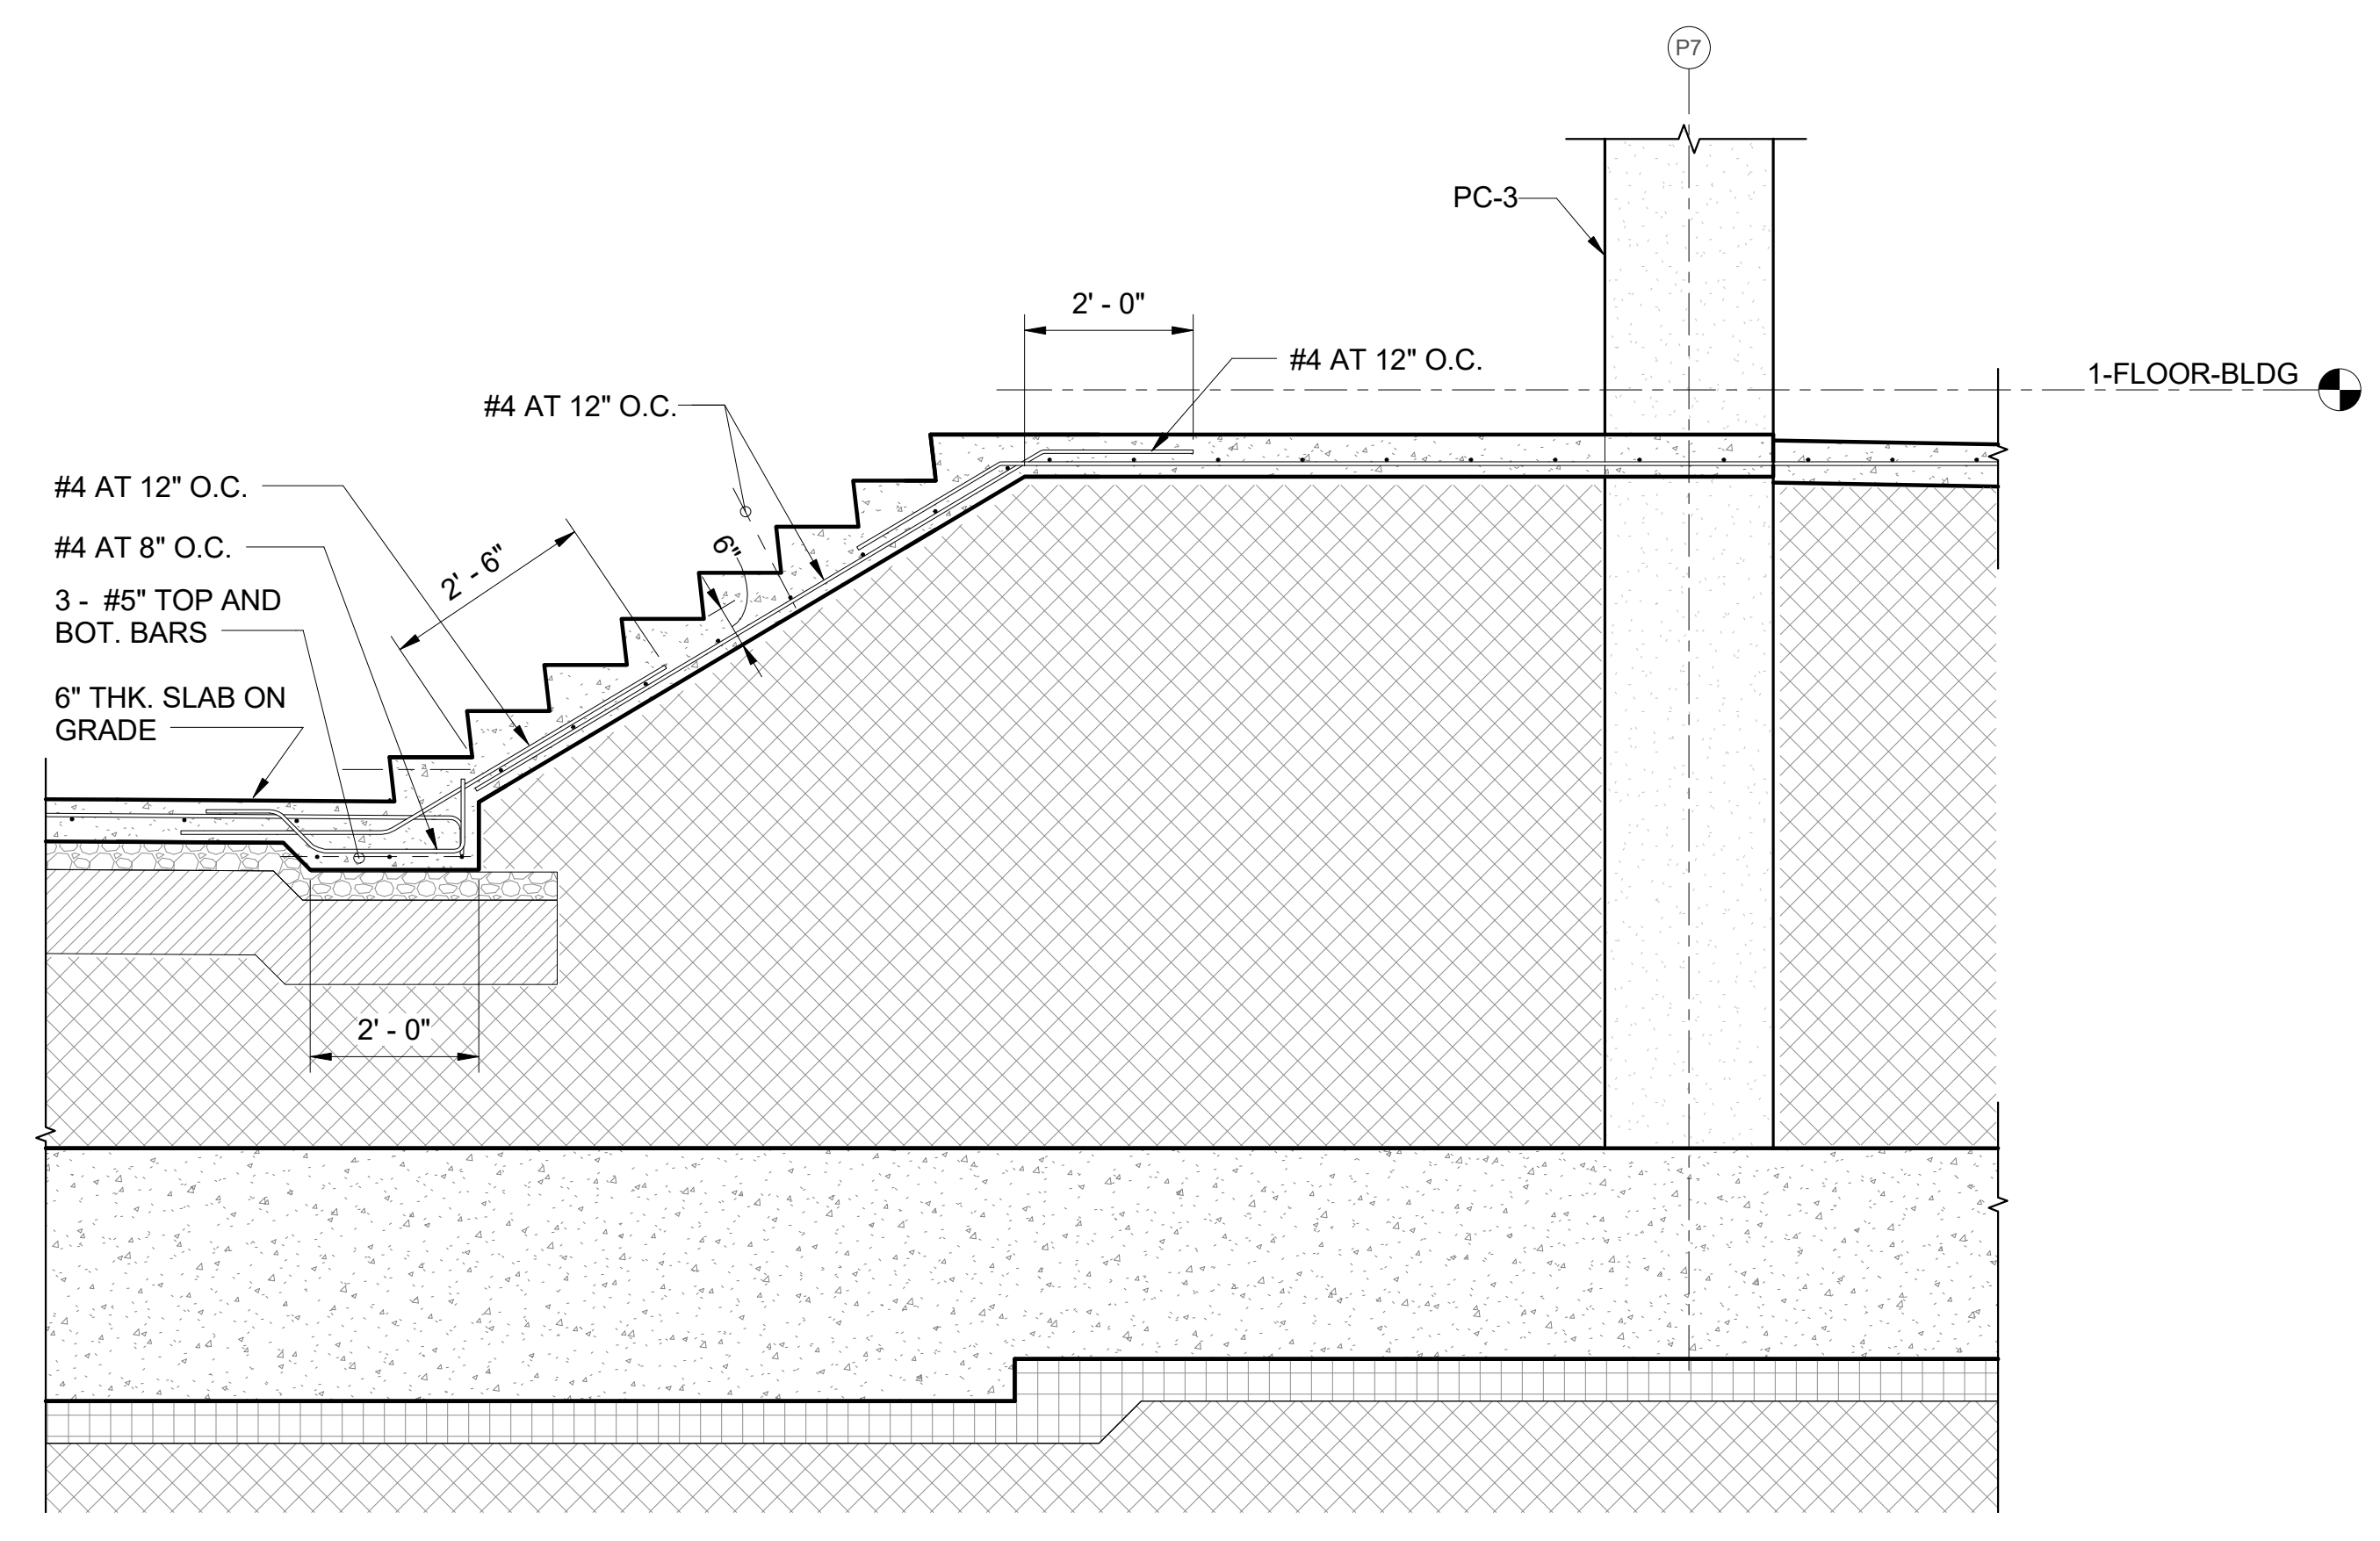 P7
PC-3
2' - 0"
#4 AT 12" O.C.
1-FLOOR-BLDG
#4 AT 12" O.C.
#4 AT 12" O.C.
2' - 6"
6"
#4 AT 8" O.C.
3 -  #5" TOP AND
BOT. BARS
6" THK. SLAB ON
GRADE
2' - 0"